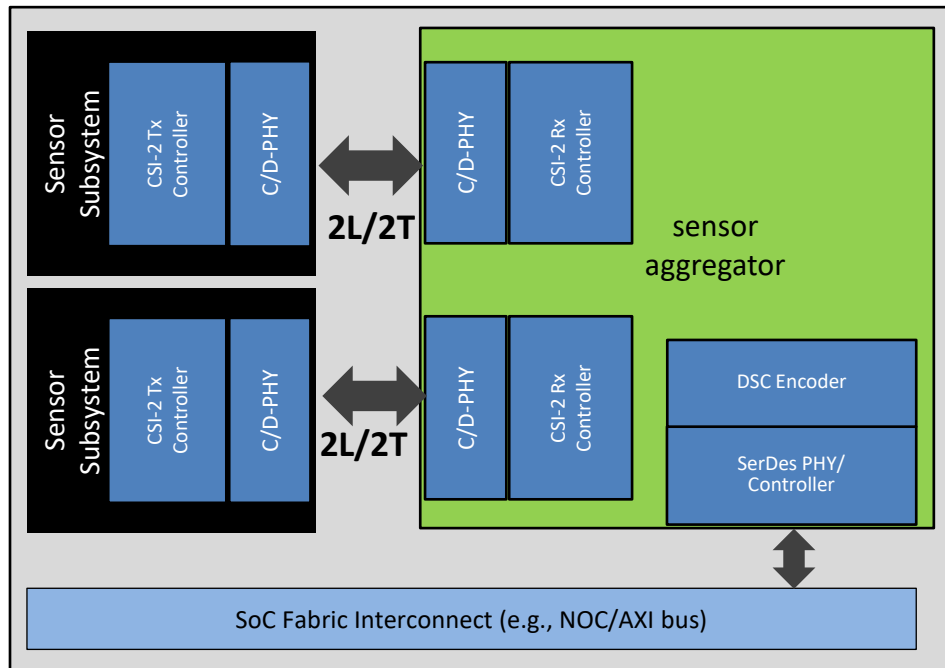 Sensor
Subsystem
CSI-2 Tx
Controller
C/D-PHY
2L/2T
C/D-PHY
CSI-2 Rx
Controller
sensor
aggregator
Sensor
Subsystem
CSI-2 Tx
Controller
C/D-PHY
2L/2T
C/D-PHY
CSI-2 Rx
Controller
DSC Encoder
SerDes PHY/
Controller
SoC Fabric Interconnect (e.g., NOC/AXI bus)